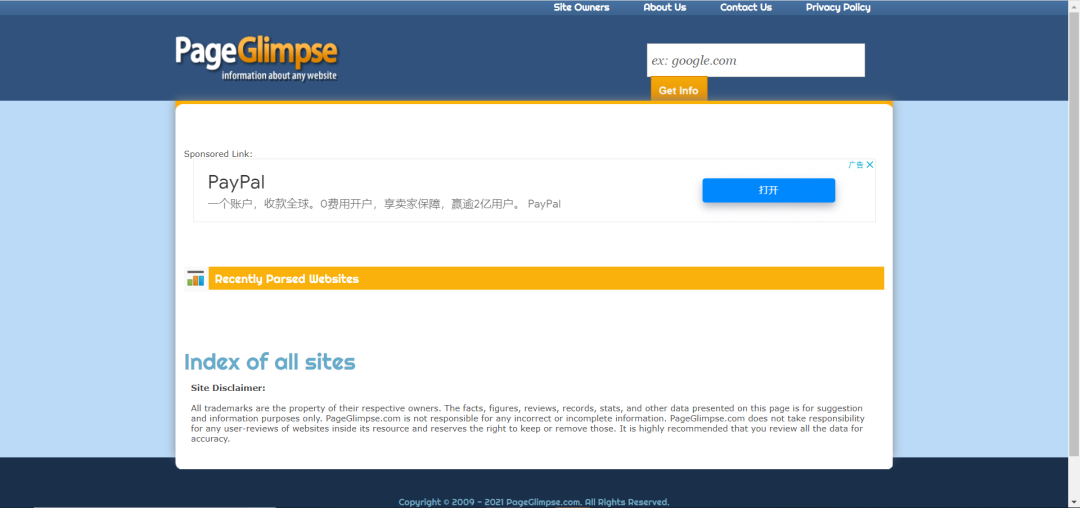 Site Owners About Us Contact Us Privacy Policy
PageGlimpse
information about any website
ex: google.com
Get Info
Sponsored Link:
广告
PayPal
一个账户，收款全球。0费用开户，享卖家保障，赢逾2亿用户。 PayPal
打开
Recently Parsed Websites
Index of all sites
Site Disclaimer:
All trademarks are the property of their respective owners. The facts, figures, reviews, records, stats, and other data presented on this page is for suggestion
and information purposes only. PageGlimpse.com is not responsible for any incorrect or incomplete information. PageGlimpse.com does not take responsibility
for any user-reviews of websites inside its resource and reserves the right to keep or remove those. It is highly recommended that you review all the data for
accuracy.
Copyright © 2009 - 2021 PageGlimpse.com. All Rights Reserved.